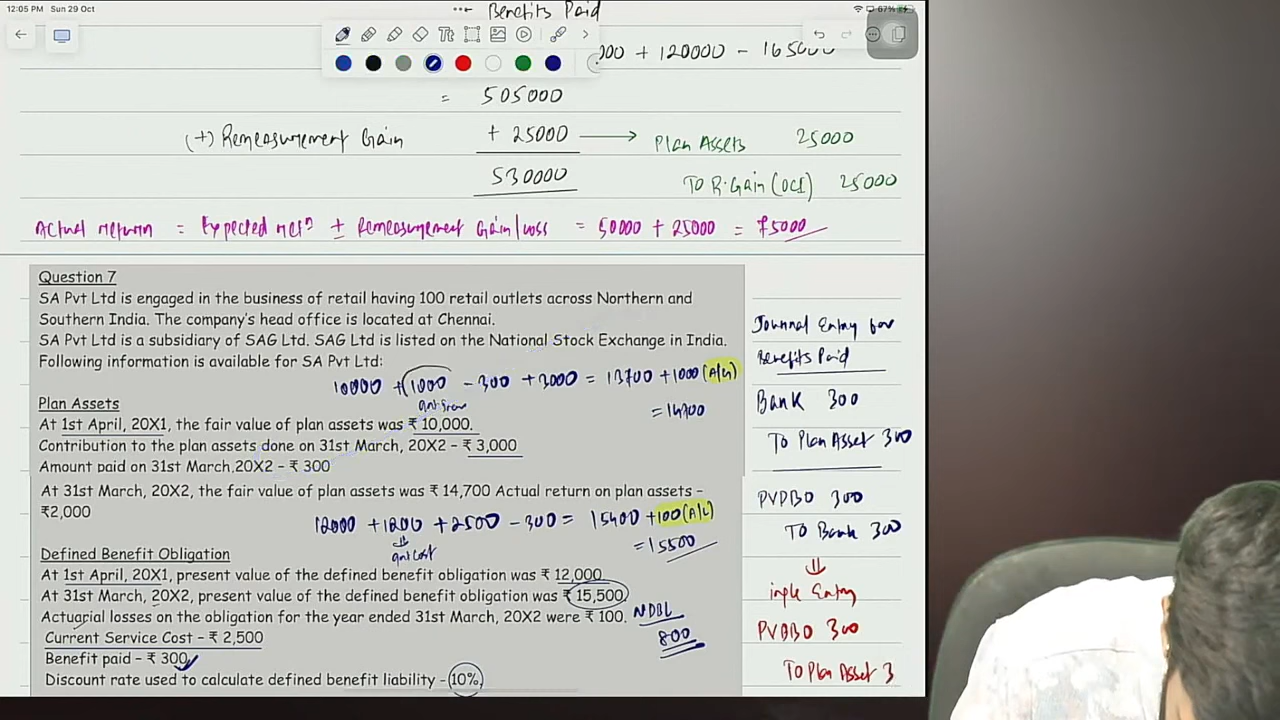 12:05 PM Sun 29 Oct
67%
Benefits Paid
000 + 120000 - 165000
= 505000
(+) Remeasurement Gain + 25000 → Plan Assets 25000
530000 To R.Gain (OCI) 25000
Actual return = Expected retn ± Remeasurement Gain/loss = 50000 + 25000 = 75000
Question 7
SA Pvt Ltd is engaged in the business of retail having 100 retail outlets across Northern and
Southern India. The company's head office is located at Chennai.
SA Pvt Ltd is a subsidiary of SAG Ltd. SAG Ltd is listed on the National Stock Exchange in India.
Following information is available for SA Pvt Ltd:
10000 + 1000 - 300 + 3000 = 13700 + 1000 (A/G)
= 14700
Plan Assets
At 1st April, 20X1, the fair value of plan assets was ₹ 10,000.
Contribution to the plan assets done on 31st March, 20X2 – ₹ 3,000
Amount paid on 31st March,20X2 – ₹ 300
At 31st March, 20X2, the fair value of plan assets was ₹ 14,700 Actual return on plan assets –
₹2,000
12000 + 1200 + 2500 - 300 = 15400 + 100 (A/L)
int cost
= 15500
Defined Benefit Obligation
At 1st April, 20X1, present value of the defined benefit obligation was ₹ 12,000
At 31st March, 20X2, present value of the defined benefit obligation was ₹ 15,500.
Actuarial losses on the obligation for the year ended 31st March, 20X2 were ₹ 100.
NDBL
800
Current Service Cost – ₹ 2,500
Benefit paid – ₹ 300
Discount rate used to calculate defined benefit liability – 10%.
Journal Entry for
Benefits Paid
Bank 300
To Plan Asset 300
PVDBO 300
To Bank 300
Entry
PVDBO 300
To Plan Asset 3